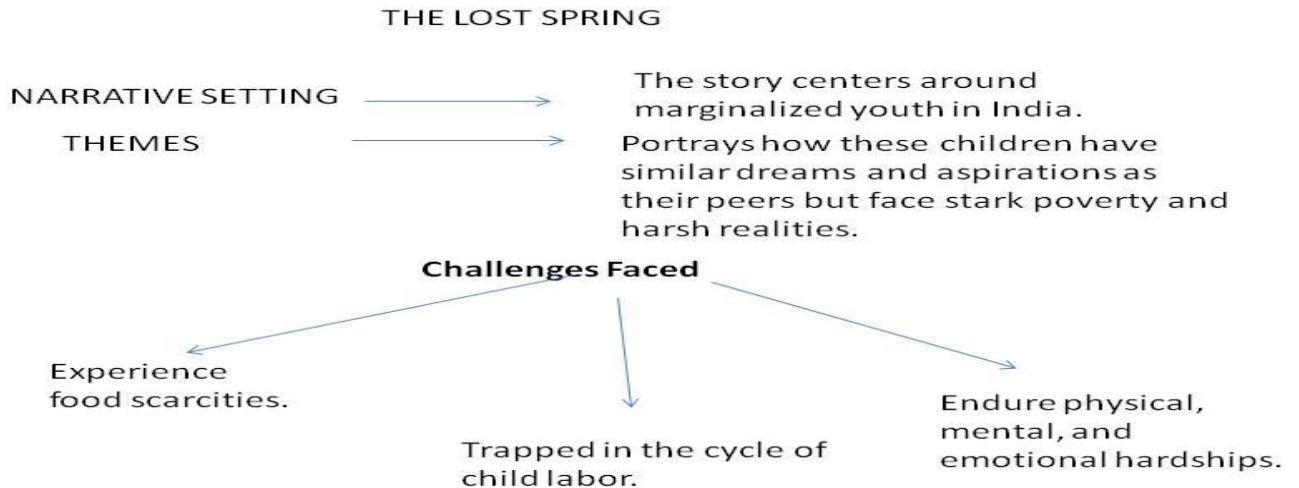 THE LOST SPRING
NARRATIVE SETTING
The story centers around
marginalized youth in India.
THEMES
Portrays how these children have
similar dreams and aspirations as
their peers but face stark poverty and
harsh realities.
Challenges Faced
Experience
food scarcities.
Trapped in the cycle of
child labor.
Endure physical,
mental, and
emotional hardships.